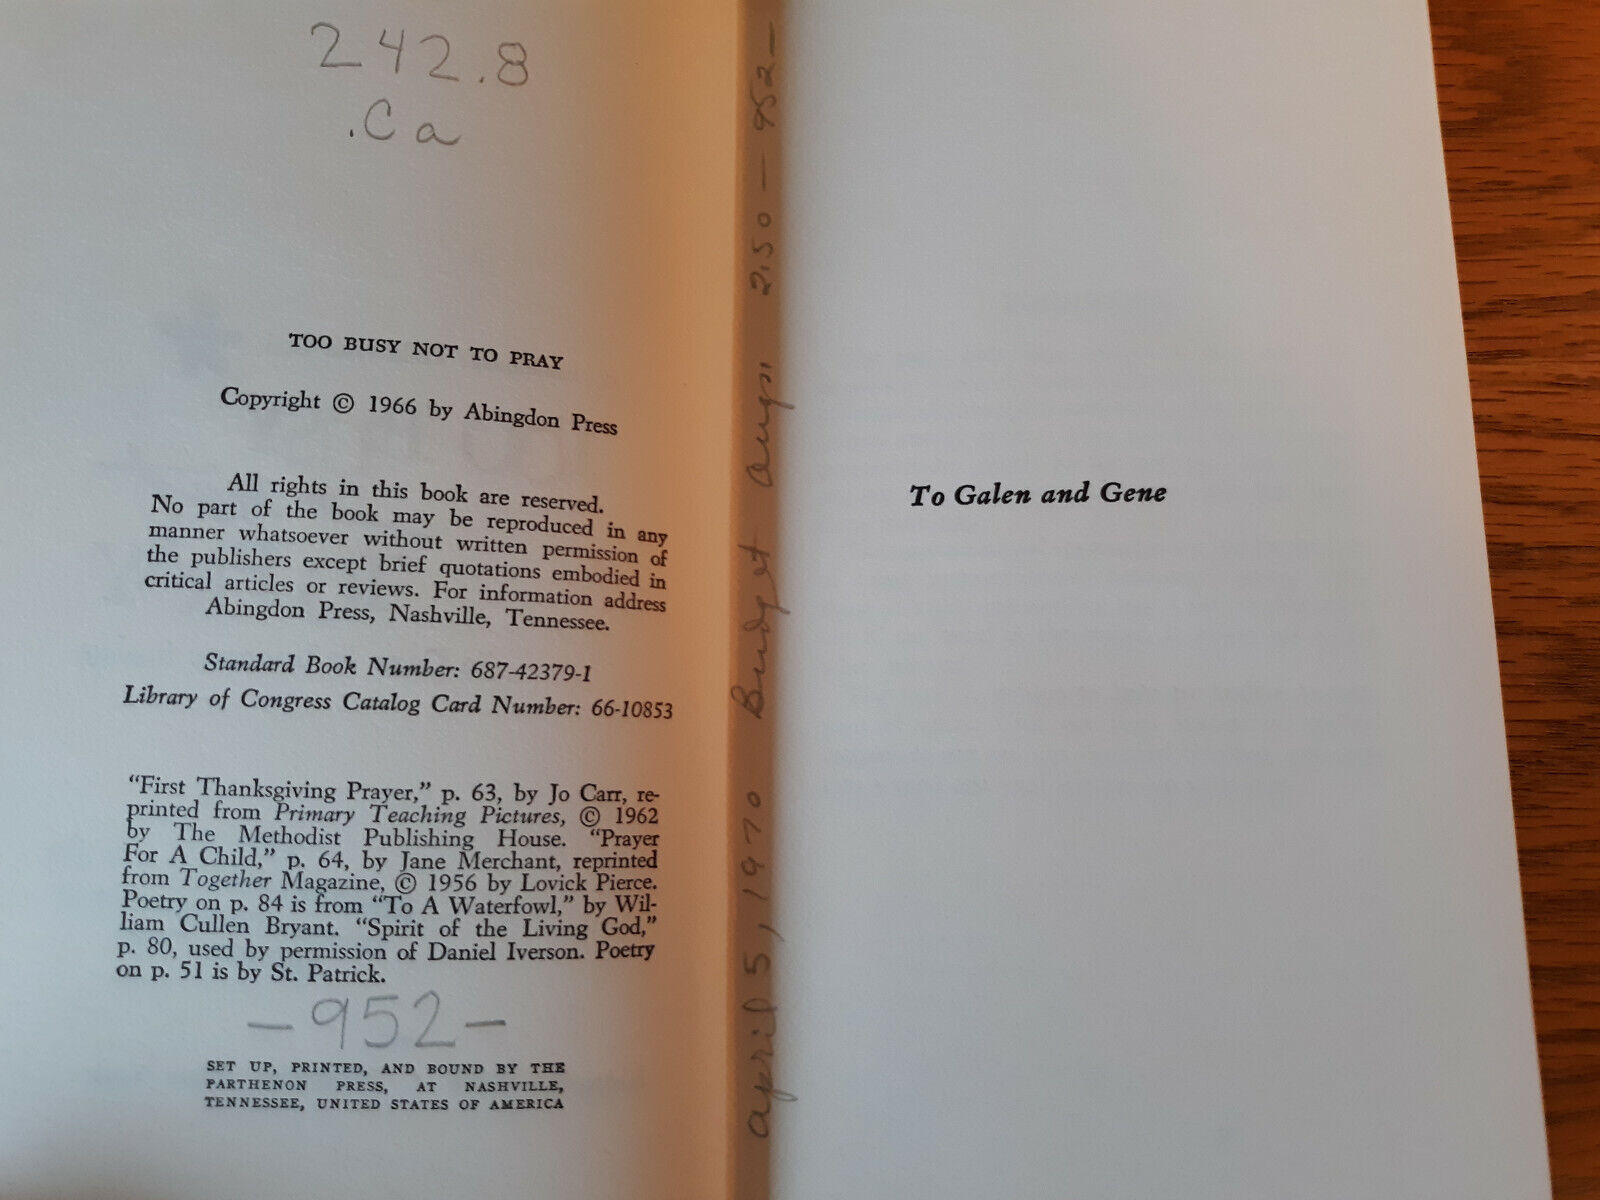 242.8
.Ca
TOO BUSY NOT TO PRAY
Copyright © 1966 by Abingdon Press
All rights in this book are reserved.
No part of the book may be reproduced in any
manner whatsoever without written permission of
the publishers except brief quotations embodied in
critical articles or reviews. For information address
Abingdon Press, Nashville, Tennessee.
Standard Book Number: 687-42379-1
Library of Congress Catalog Card Number: 66-10853
“First Thanksgiving Prayer,” p. 63, by Jo Carr, re-
printed from Primary Teaching Pictures, © 1962
by The Methodist Publishing House. “Prayer
For A Child,” p. 64, by Jane Merchant, reprinted
from Together Magazine, © 1956 by Lovick Pierce.
Poetry on p. 84 is from “To A Waterfowl,” by Wil-
liam Cullen Bryant. “Spirit of the Living God,”
p. 80, used by permission of Daniel Iverson. Poetry
on p. 51 is by St. Patrick.
—952—
SET UP, PRINTED, AND BOUND BY THE
PARTHENON PRESS, AT NASHVILLE,
TENNESSEE, UNITED STATES OF AMERICA
april 5, 1970 Budget 2.50 — 952 —
To Galen and Gene